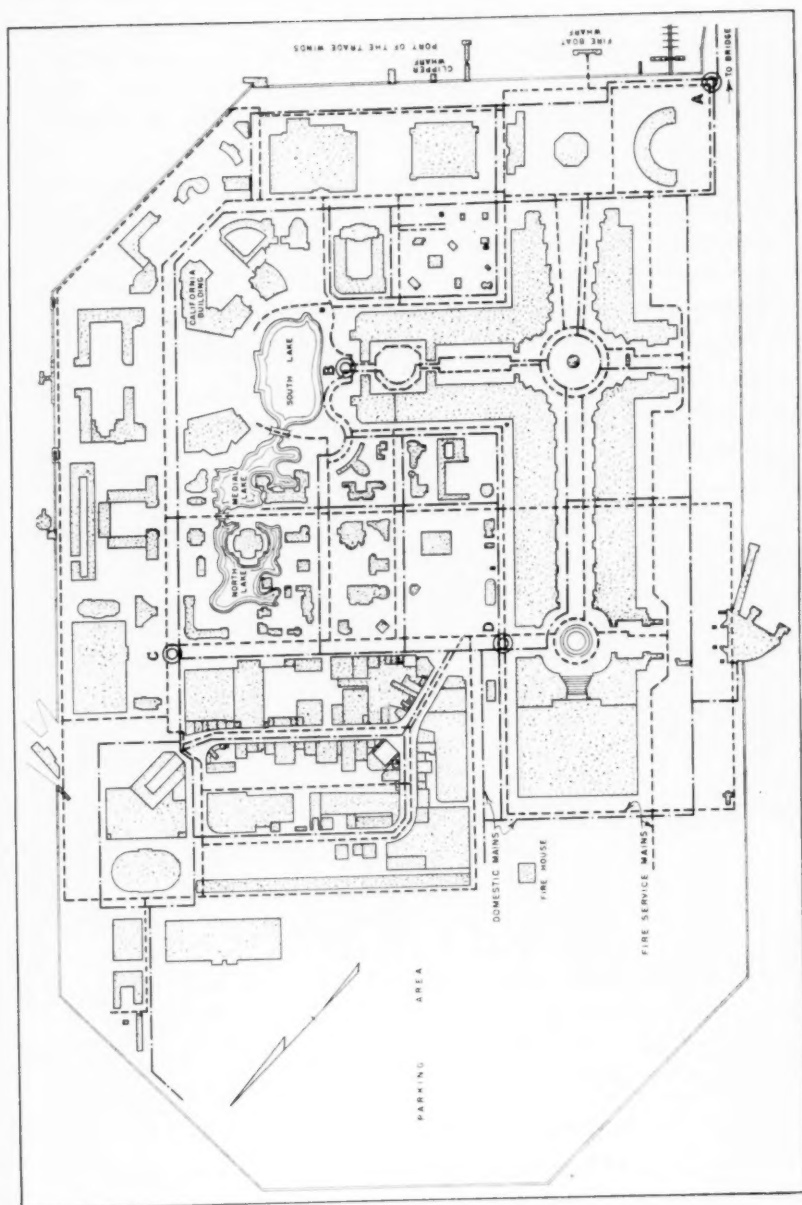 PORT OF THE TRADE WINDS
CLIPPER
WHARF
FIRE BOAT
WHARF
TO BRIDGE
A
CALIFORNIA
BUILDING
SOUTH LAKE
B
MEDIAL
LAKE
NORTH
LAKE
C
D
DOMESTIC MAINS
FIRE HOUSE
FIRE SERVICE MAINS
PARKING AREA